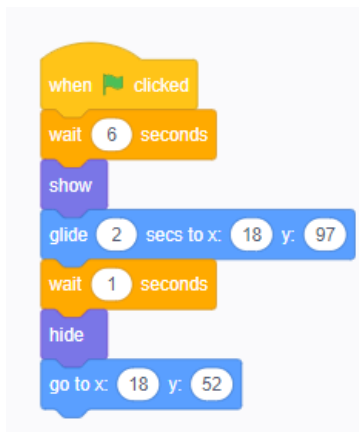 when clicked
wait 6 seconds
show
glide 2 secs to x: 18 y: 97
wait 1 seconds
hide
go to x: 18 y: 52